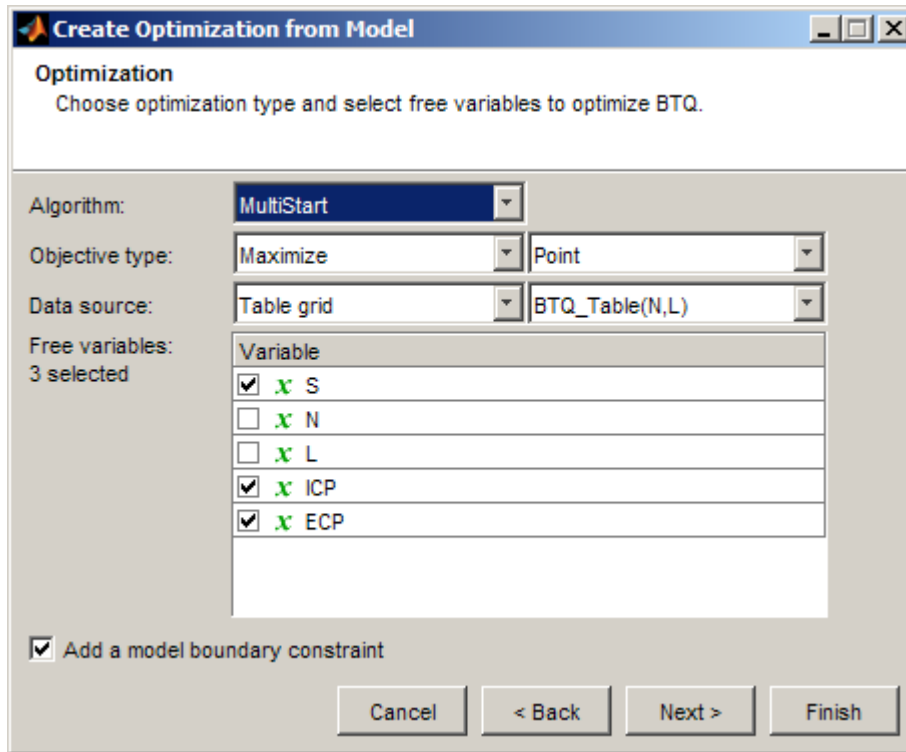 Create Optimization from Model
Optimization
Choose optimization type and select free variables to optimize BTQ.
Algorithm: MultiStart
Objective type: Maximize Point
Data source: Table grid BTQ_Table(N,L)
Free variables: Variable
3 selected
x S
x N
x L
x ICP
x ECP
Add a model boundary constraint
Cancel < Back Next > Finish